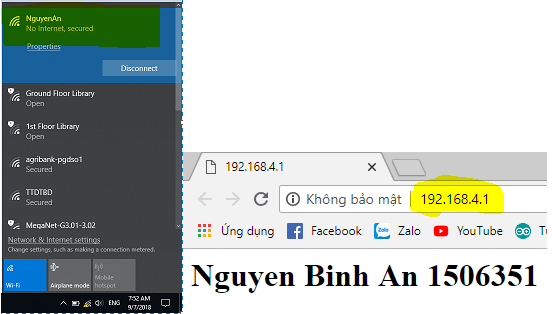 NguyenAn
No Internet, secured
Properties
Disconnect
Ground Floor Library
Open
1st Floor Library
Open
agribank-pgdso1
Secured
TTDTBD
Secured
MegaNet-G3.01-3.02
Network & Internet settings
Change settings, such as making a connection metered.
Wi-Fi
Airplane mode
Mobile
hotspot
ENG
7:52 AM
9/7/2018
192.168.4.1
Không bảo mật
192.168.4.1
Ứng dụng
Facebook
Zalo
YouTube
Nguyen Binh An 1506351